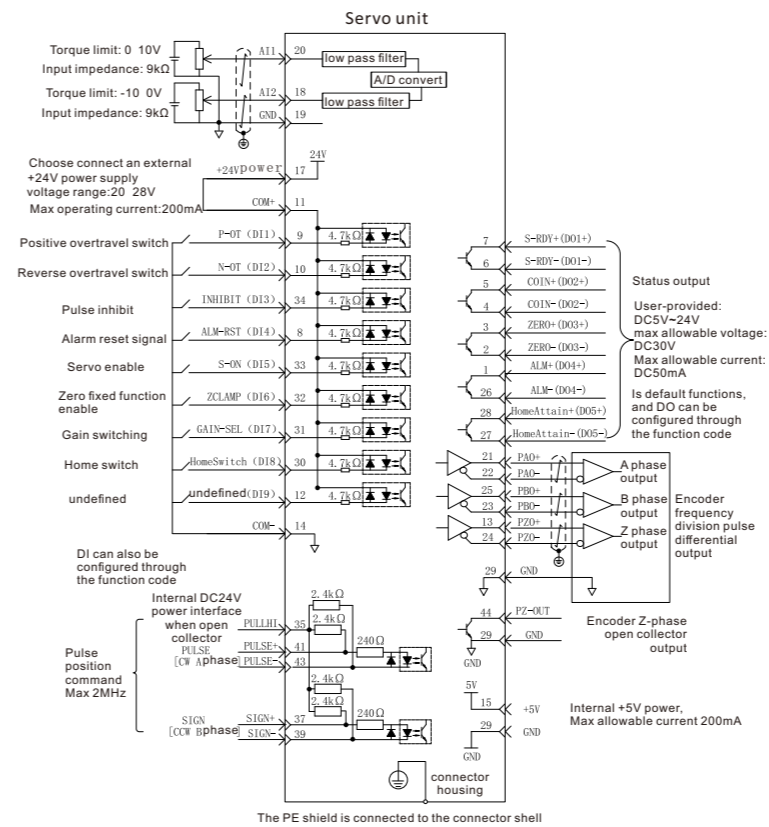 Servo unit
Torque limit: 0 10V
Input impedance: 9kΩ
Torque limit: -10 0V
Input impedance: 9kΩ
AI1
20
low pass filter
A/D convert
AI2
18
low pass filter
GND
19
Choose connect an external
+24V power supply
voltage range:20 28V
Max operating current:200mA
+24Vpower
17
24V
COM+
11
Positive overtravel switch
P-OT (DI1)
9
4.7kΩ
Reverse overtravel switch
N-OT (DI2)
10
4.7kΩ
Pulse inhibit
INHIBIT (DI3)
34
4.7kΩ
Alarm reset signal
ALM-RST (DI4)
8
4.7kΩ
Servo enable
S-ON (DI5)
33
4.7kΩ
Zero fixed function
enable
ZCLAMP (DI6)
32
4.7kΩ
Gain switching
GAIN-SEL (DI7)
31
4.7kΩ
Home switch
HomeSwitch (DI8)
30
4.7kΩ
undefined
undefined(DI9)
12
4.7kΩ
COM-
14
DI can also be
configured through
the function code
7
S-RDY+(DO1+)
6
S-RDY-(DO1-)
5
COIN+(DO2+)
4
COIN-(DO2-)
3
ZERO+(DO3+)
2
ZERO-(DO3-)
1
ALM+(DO4+)
26
ALM-(DO4-)
28
HomeAttain+(DO5+)
27
HomeAttain-(DO5-)
Status output
User-provided:
DC5V~24V
max allowable voltage:
DC30V
Max allowable current:
DC50mA
Is default functions,
and DO can be
configured through
the function code
21
PAO+
22
PAO-
A phase
output
25
PBO+
23
PBO-
B phase
output
13
PZO+
24
PZO-
Z phase
output
Encoder
frequency
division pulse
differential
output
29
GND
44
PZ-OUT
29
GND
GND
Encoder Z-phase
open collector
output
5V
15
+5V
29
GND
GND
Internal +5V power,
Max allowable current 200mA
Internal DC24V
power interface
when open
collector
Pulse
position
command
Max 2MHz
PULLHI
35
2.4kΩ
2.4kΩ
PULSE
[CW Aphase]
PULSE+
41
240Ω
PULSE-
43
2.4kΩ
2.4kΩ
SIGN
[CCW Bphase]
SIGN+
37
240Ω
SIGN-
39
connector
housing
The PE shield is connected to the connector shell